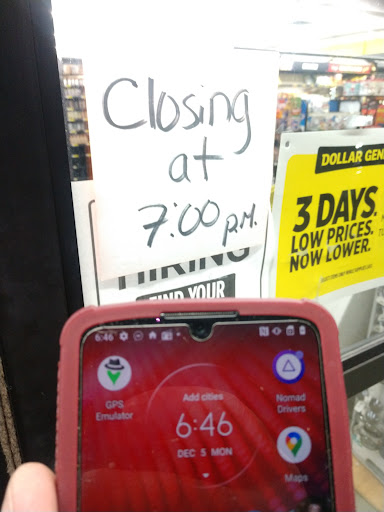 Closing
at
7:00 p.M.
HIRING
FIND YOUR
DOLLAR GEN
3 DAYS.
LOW PRICES.
NOW LOWER.
6:46
Add cities
6:46
DEC 5 MON
GPS
Emulator
Nomad
Drivers
Maps